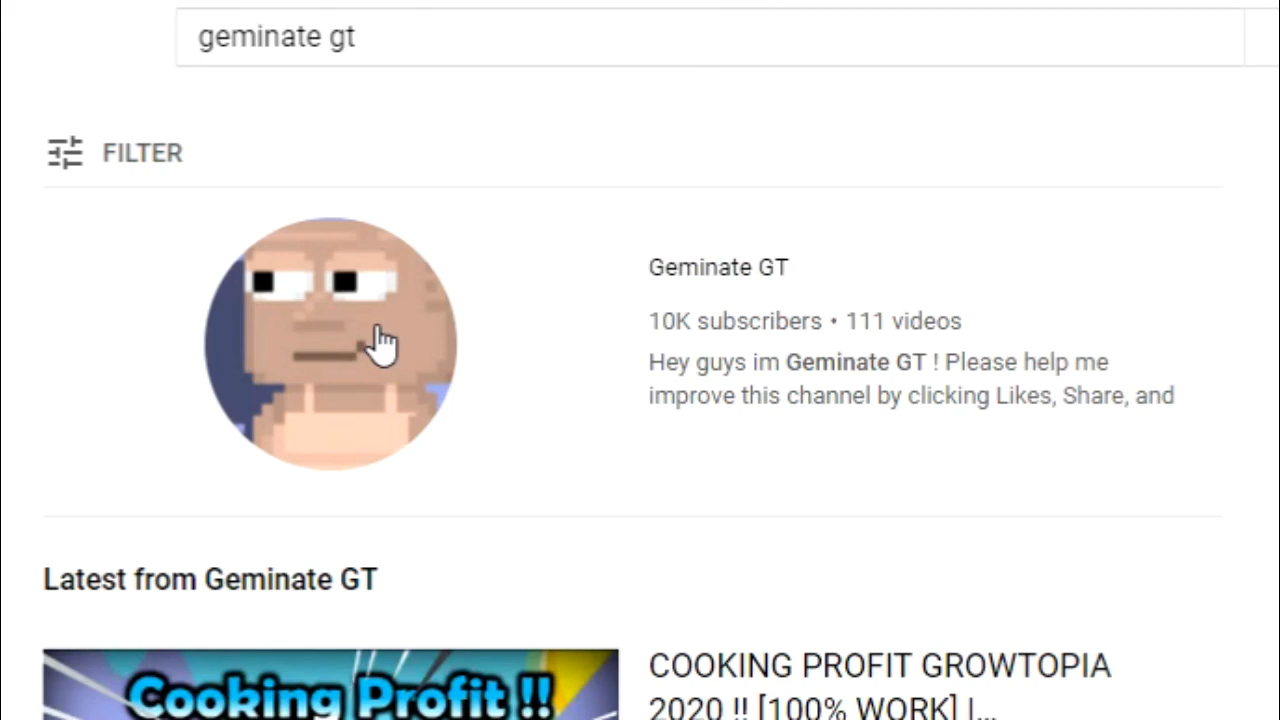 geminate gt
FILTER
Geminate GT
10K subscribers • 111 videos
Hey guys im Geminate GT ! Please help me
improve this channel by clicking Likes, Share, and
Latest from Geminate GT
Cooking Profit !!
COOKING PROFIT GROWTOPIA
2020 !! [100% WORK] |...